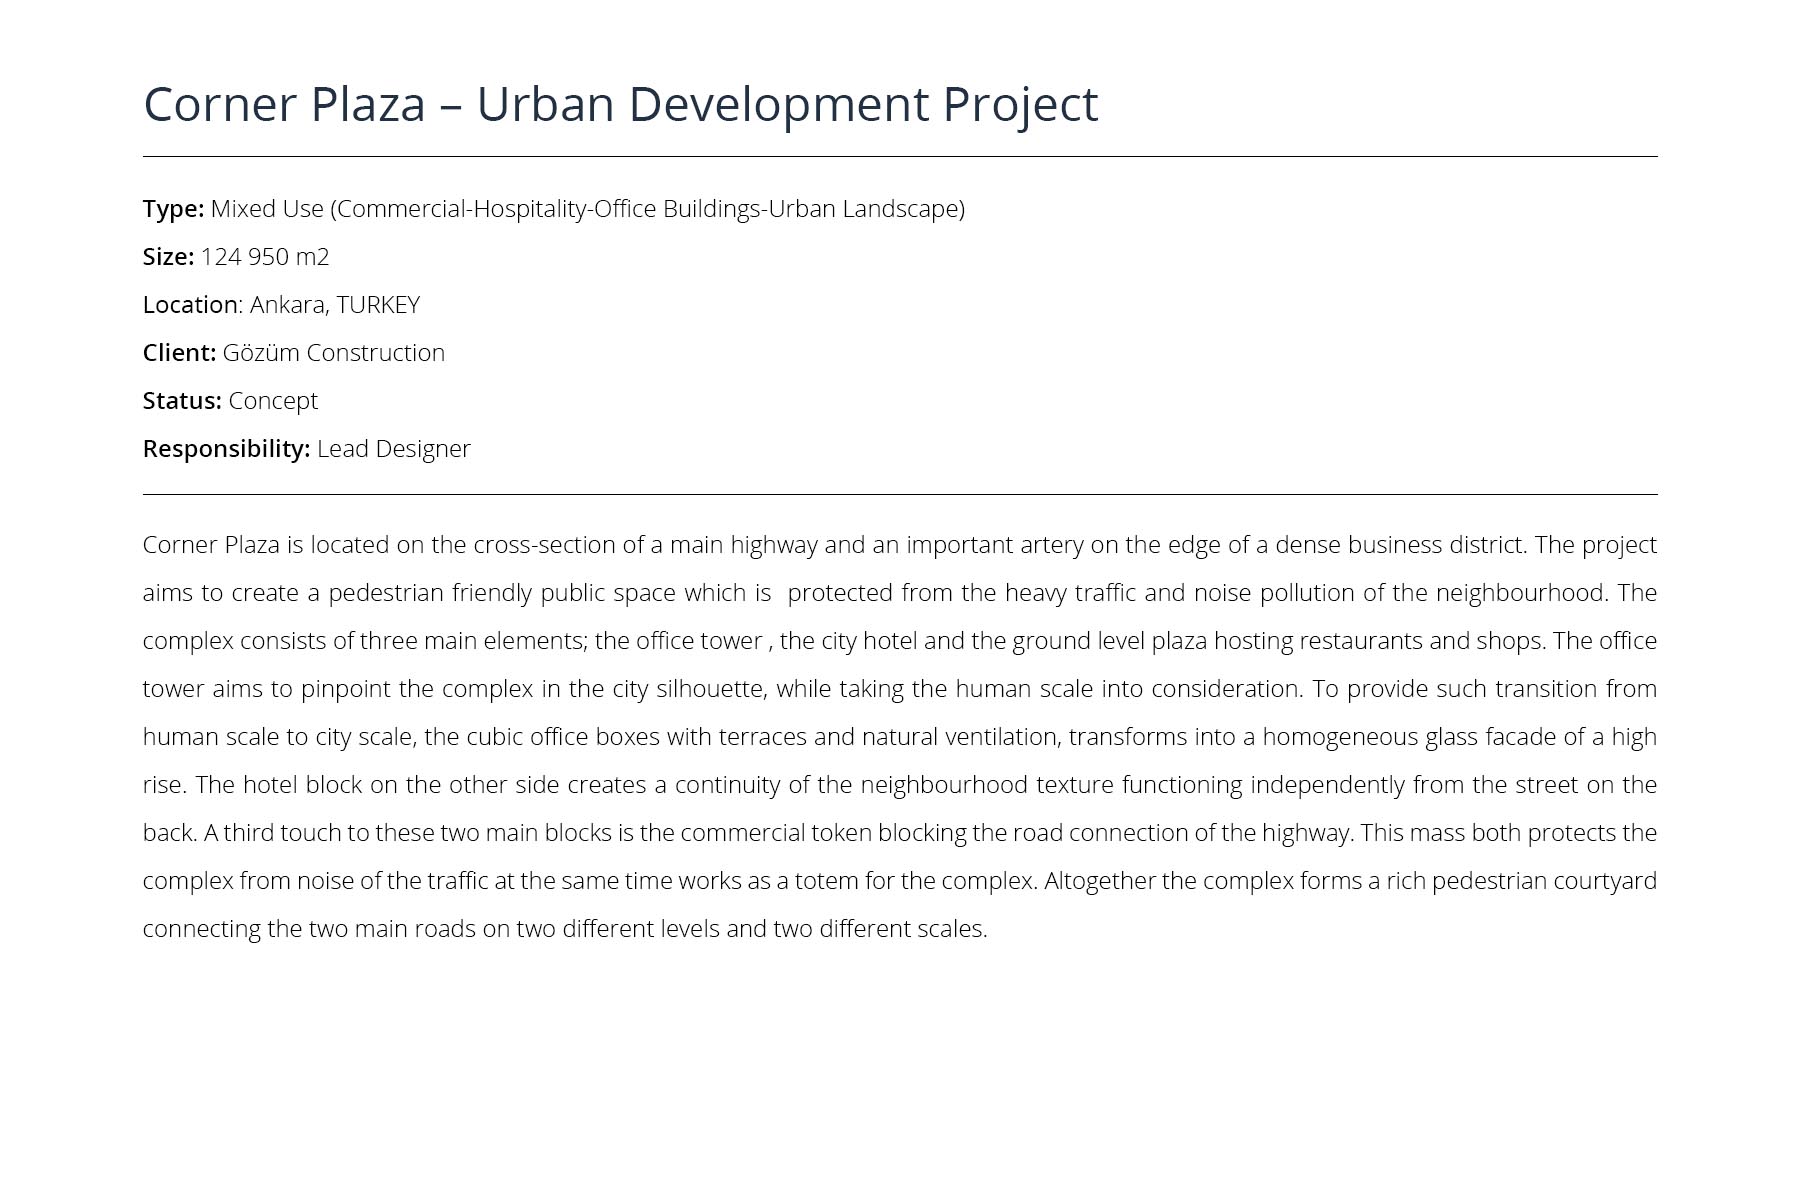 Corner Plaza – Urban Development Project
Type: Mixed Use (Commercial-Hospitality-Office Buildings-Urban Landscape)
Size: 124 950 m2
Location: Ankara, TURKEY
Client: Gözüm Construction
Status: Concept
Responsibility: Lead Designer
Corner Plaza is located on the cross-section of a main highway and an important artery on the edge of a dense business district. The project
aims to create a pedestrian friendly public space which is  protected from the heavy traffic and noise pollution of the neighbourhood. The
complex consists of three main elements; the office tower , the city hotel and the ground level plaza hosting restaurants and shops. The office
tower aims to pinpoint the complex in the city silhouette, while taking the human scale into consideration. To provide such transition from
human scale to city scale, the cubic office boxes with terraces and natural ventilation, transforms into a homogeneous glass facade of a high
rise. The hotel block on the other side creates a continuity of the neighbourhood texture functioning independently from the street on the
back. A third touch to these two main blocks is the commercial token blocking the road connection of the highway. This mass both protects the
complex from noise of the traffic at the same time works as a totem for the complex. Altogether the complex forms a rich pedestrian courtyard
connecting the two main roads on two different levels and two different scales.